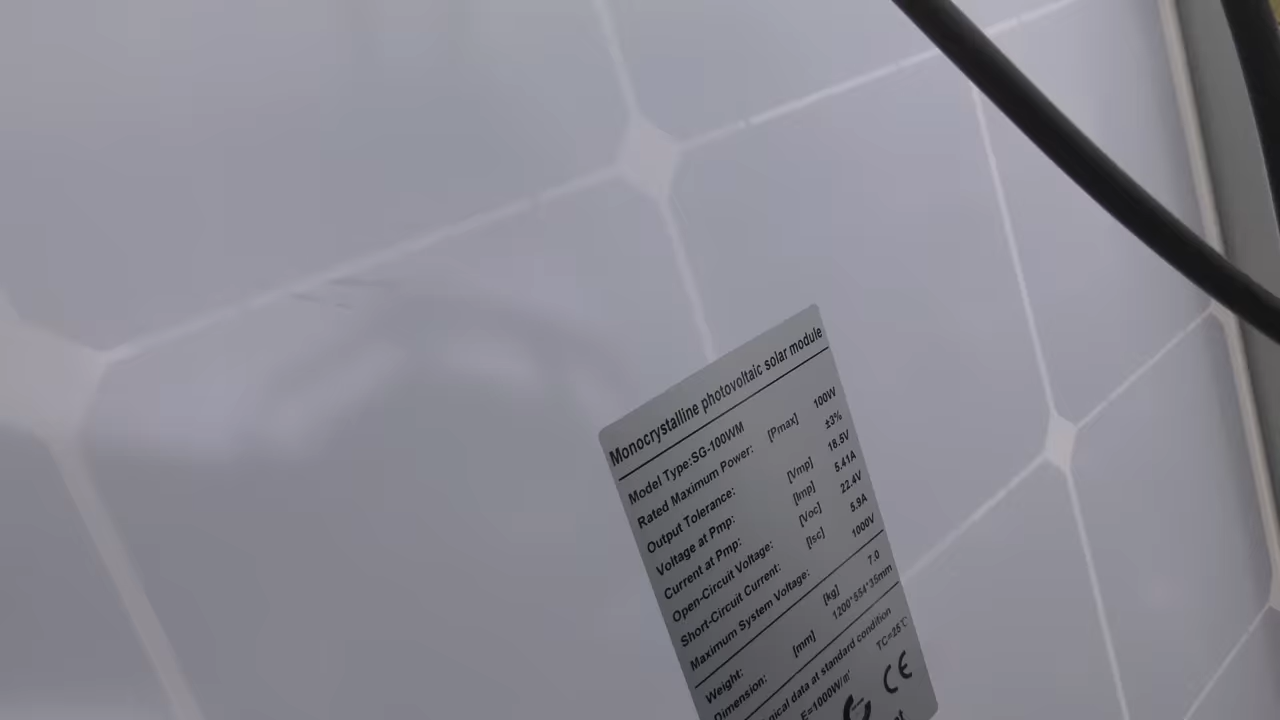 Monocrystalline photovoltaic solar module
Model Type:SG-100WM
Rated Maximum Power: [Pmax] 100W
Output Tolerance: ±3%
Voltage at Pmp: [Vmp] 18.5V
Current at Pmp: [Imp] 5.41A
Open-Circuit Voltage: [Voc] 22.4V
Short-Circuit Current: [Isc] 5.9A
Maximum System Voltage: 1000V
Weight: [kg] 7.0
Dimension: [mm] 1200*554*35mm
data at standard condition
E=1000W/㎡ TC=25℃
CE